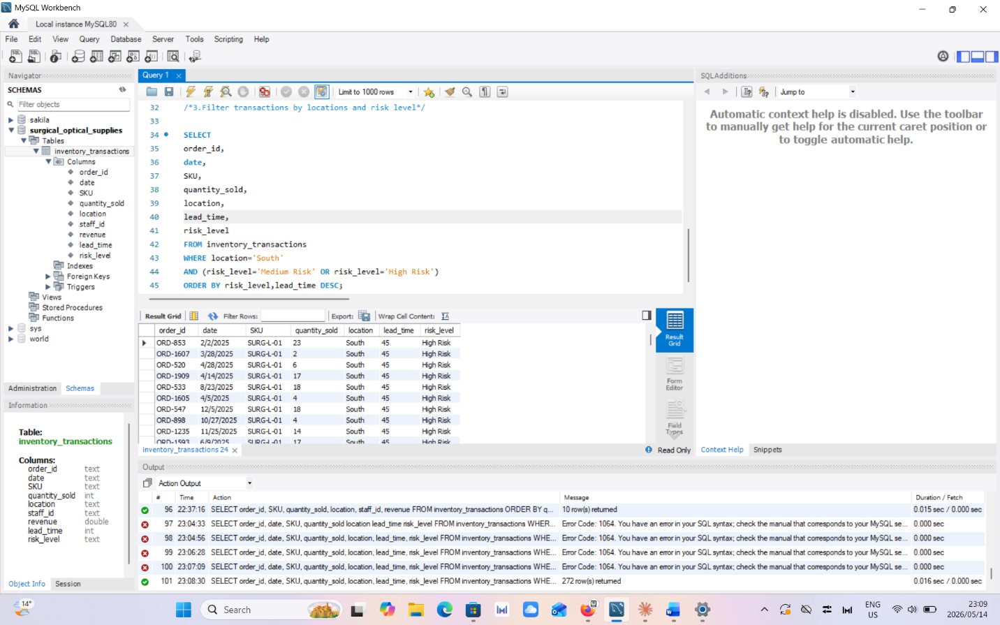 MySQL Workbench
Local instance MySQL80
File Edit View Query Database Server Tools Scripting Help
Navigator
SCHEMAS
Filter objects
sakila
surgical_optical_supplies
Tables
inventory_transactions
Columns
order_id
date
SKU
quantity_sold
location
staff_id
revenue
lead_time
risk_level
Indexes
Foreign Keys
Triggers
Views
Stored Procedures
Functions
sys
world
Administration Schemas
Information
Table:
inventory_transactions
Columns:
order_id text
date text
SKU text
quantity_sold int
location text
staff_id text
revenue double
lead_time int
risk_level text
Object Info Session
Query 1
Limit to 1000 rows
32 /*3.Filter transactions by locations and risk level*/
33
34 SELECT
35 order_id,
36 date,
37 SKU,
38 quantity_sold,
39 location,
40 lead_time,
41 risk_level
42 FROM inventory_transactions
43 WHERE location='South'
44 AND (risk_level='Medium Risk' OR risk_level='High Risk')
45 ORDER BY risk_level,lead_time DESC;
Result Grid Filter Rows: Export: Wrap Cell Content:
order_id date SKU quantity_sold location lead_time risk_level
ORD-853 2/2/2025 SURG-L-01 23 South 45 High Risk
ORD-1607 3/28/2025 SURG-L-01 2 South 45 High Risk
ORD-520 4/28/2025 SURG-L-01 6 South 45 High Risk
ORD-1909 4/14/2025 SURG-L-01 17 South 45 High Risk
ORD-533 8/23/2025 SURG-L-01 18 South 45 High Risk
ORD-1605 4/5/2025 SURG-L-01 4 South 45 High Risk
ORD-547 12/5/2025 SURG-L-01 18 South 45 High Risk
ORD-898 10/27/2025 SURG-L-01 4 South 45 High Risk
ORD-1235 11/25/2025 SURG-L-01 14 South 45 High Risk
ORD-1593 6/9/2025 SURG-L-01 17 South 45 High Risk
Result Grid
Form Editor
Field Types
inventory_transactions 24
Read Only
SQLAdditions
Jump to
Automatic context help is disabled. Use the toolbar
to manually get help for the current caret position or
to toggle automatic help.
Context Help Snippets
Output
Action Output
# Time Action Message Duration / Fetch
96 22:37:16 SELECT order_id, SKU, quantity_sold, location, staff_id, revenue FROM inventory_transactions ORDER BY q... 10 row(s) returned 0.015 sec / 0.000 sec
97 23:04:33 SELECT order_id, date, SKU, quantity_sold location lead_time risk_level FROM inventory_transactions WHER... Error Code: 1064. You have an error in your SQL syntax; check the manual that corresponds to your MySQL se... 0.000 sec
98 23:04:56 SELECT order_id, date, SKU, quantity_sold, location, lead_time, risk_level FROM inventory_transactions WHE... Error Code: 1064. You have an error in your SQL syntax; check the manual that corresponds to your MySQL se... 0.000 sec
99 23:06:28 SELECT order_id, date, SKU, quantity_sold, location, lead_time, risk_level FROM inventory_transactions WHE... Error Code: 1064. You have an error in your SQL syntax; check the manual that corresponds to your MySQL se... 0.000 sec
100 23:07:09 SELECT order_id, date, SKU, quantity_sold, location, lead_time, risk_level FROM inventory_transactions WHE... Error Code: 1064. You have an error in your SQL syntax; check the manual that corresponds to your MySQL se... 0.000 sec
101 23:08:30 SELECT order_id, date, SKU, quantity_sold, location, lead_time, risk_level FROM inventory_transactions WHE... 272 row(s) returned 0.016 sec / 0.000 sec
14°
Search
ENG
US
23:09
2026/05/14